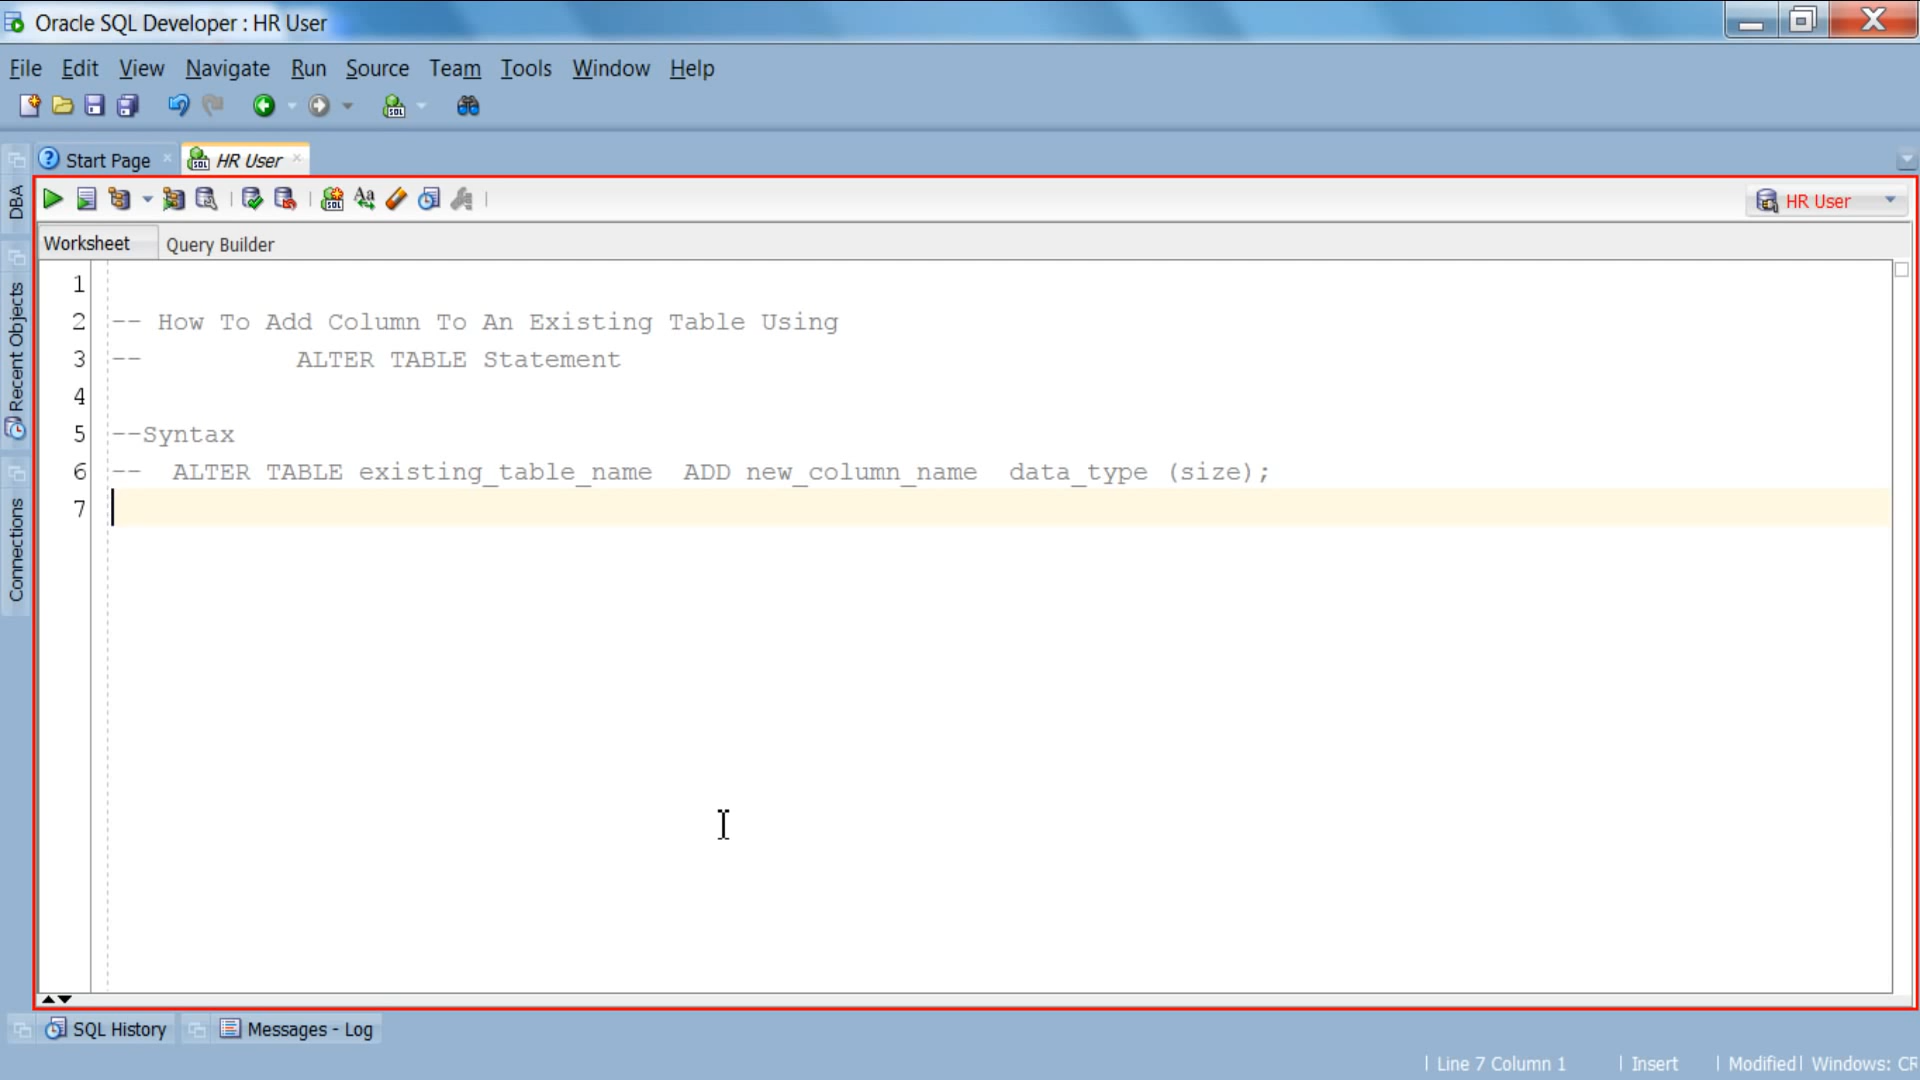 Oracle SQL Developer : HR User
File Edit View Navigate Run Source Team Tools Window Help
Start Page HR User
DBA
Recent Objects
Connections
HR User
Worksheet Query Builder
1
2 -- How To Add Column To An Existing Table Using
3 -- ALTER TABLE Statement
4
5 --Syntax
6 -- ALTER TABLE existing_table_name ADD new_column_name data_type (size);
7
SQL History Messages - Log
Line 7 Column 1 Insert Modified Windows: CR